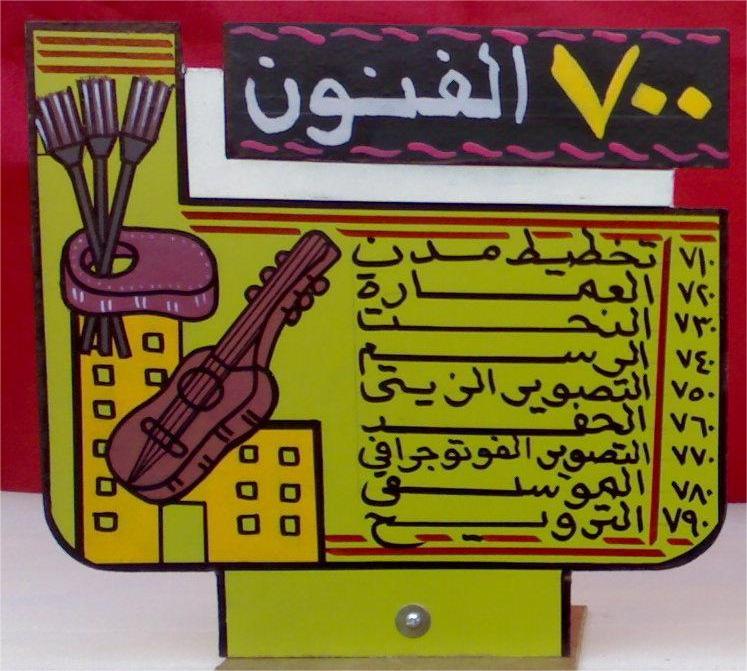 ٧٠٠ الفنون
٧١٠ تخطيط مدن
٧٢٠ العمارة
٧٣٠ النحت
٧٤٠ الرسم
٧٥٠ التصوير الزيتى
٧٦٠ الحفر
٧٧٠ التصوير الفوتوجرافي
٧٨٠ الموسيقى
٧٩٠ الترويح